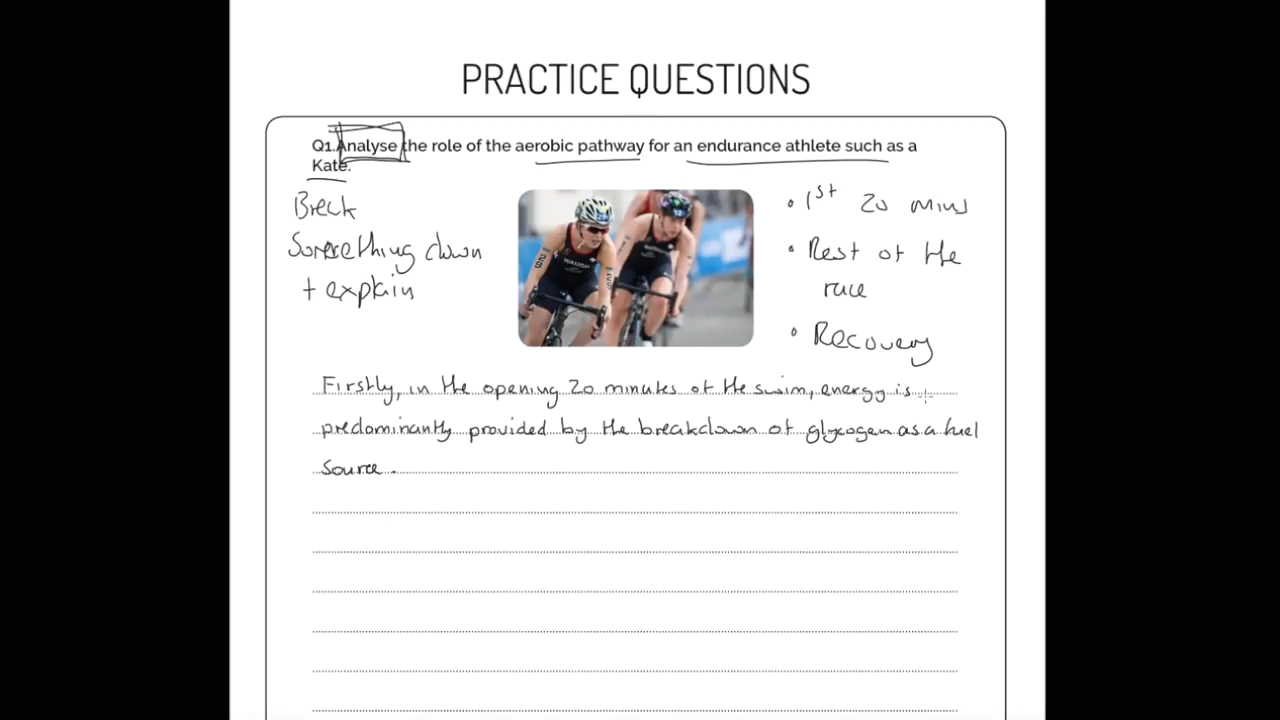 PRACTICE QUESTIONS
Q1. Analyse the role of the aerobic pathway for an endurance athlete such as a
Kate.
Break
Something down
+ explain
WAUGH
• 1st 20 mins
• Rest of the
race
• Recovery
Firstly, in the opening 20 minutes of the swim, energy is
predominantly provided by the breakdown of glycogen as a fuel
source.